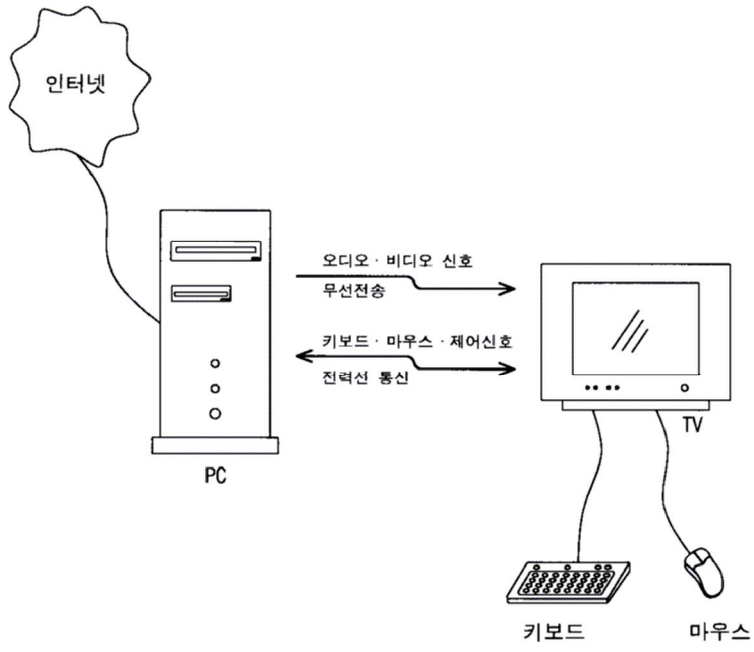 인터넷
오디오 · 비디오 신호
무선전송
키보드 · 마우스 · 제어신호
전력선 통신
TV
PC
키보드
마우스